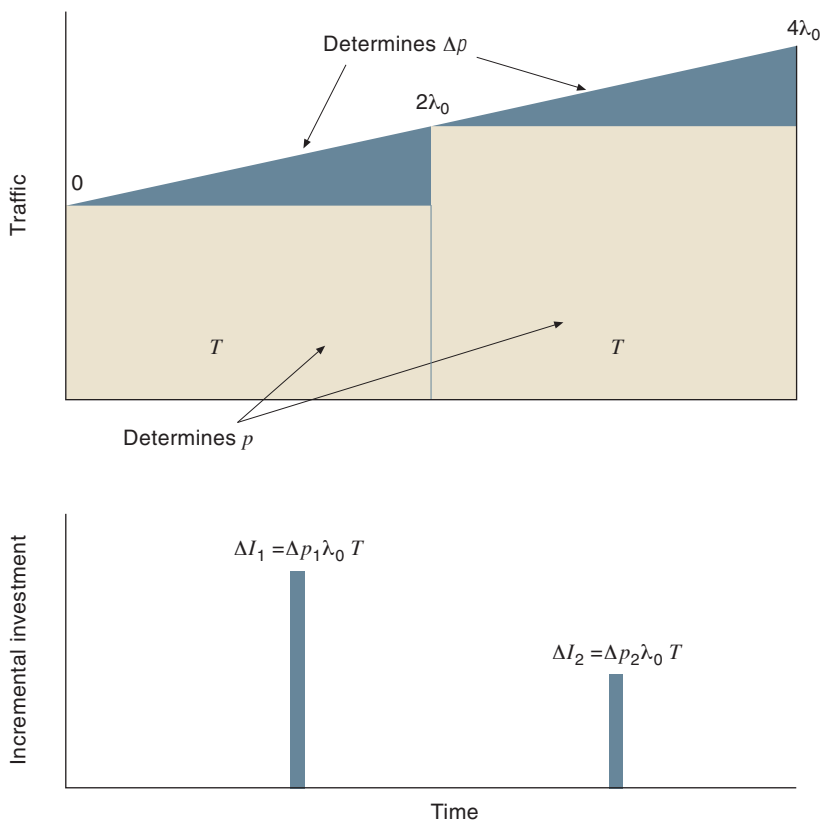 4λ₀
Determines Δp
2λ₀
0
Traffic
T
T
Determines p
ΔI₁ =Δp₁λ₀ T
ΔI₂ =Δp₂λ₀ T
Incremental investment
Time